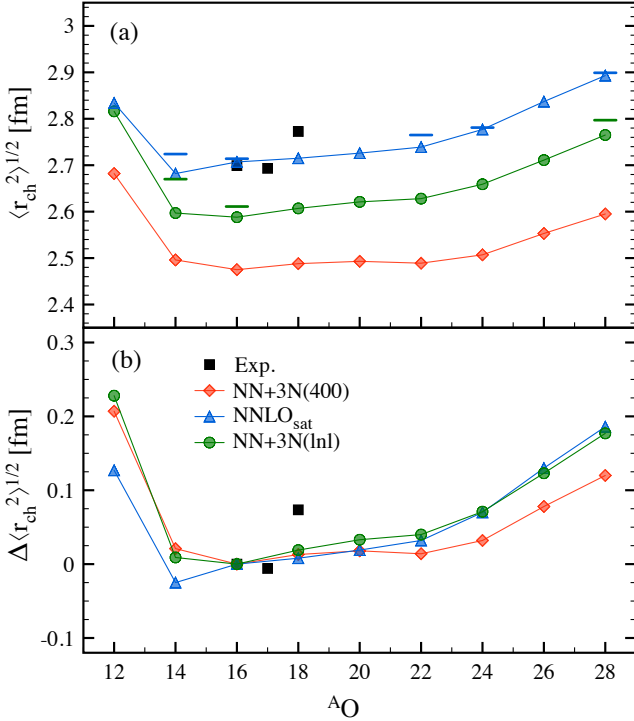 (a)
3
2.9
2.8
2.7
2.6
2.5
2.4
⟨r_ch^2⟩^1/2 [fm]
(b)
0.3
0.2
0.1
0
-0.1
Δ⟨r_ch^2⟩^1/2 [fm]
Exp.
NN+3N(400)
NNLO_sat
NN+3N(lnl)
12 14 16 18 20 22 24 26 28
^AO